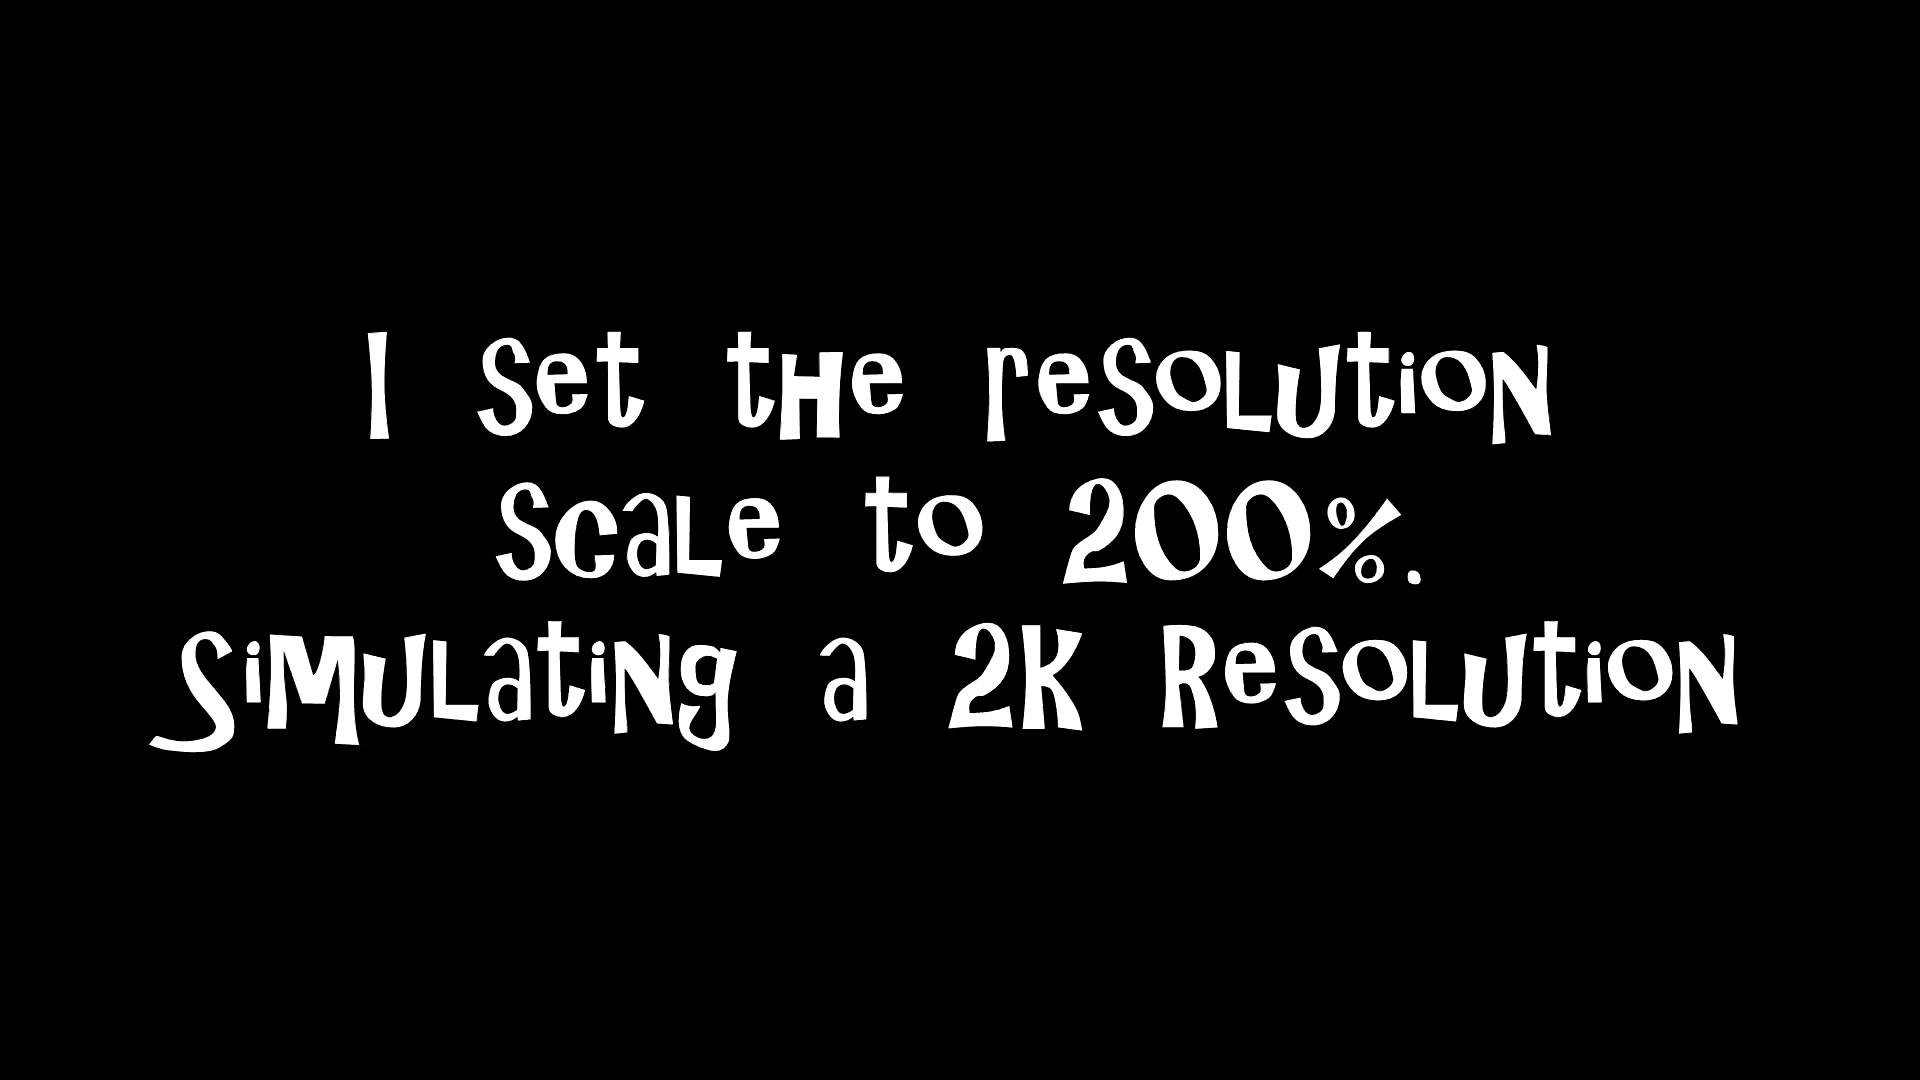 I set the resolution
scale to 200%.
Simulating a 2K Resolution